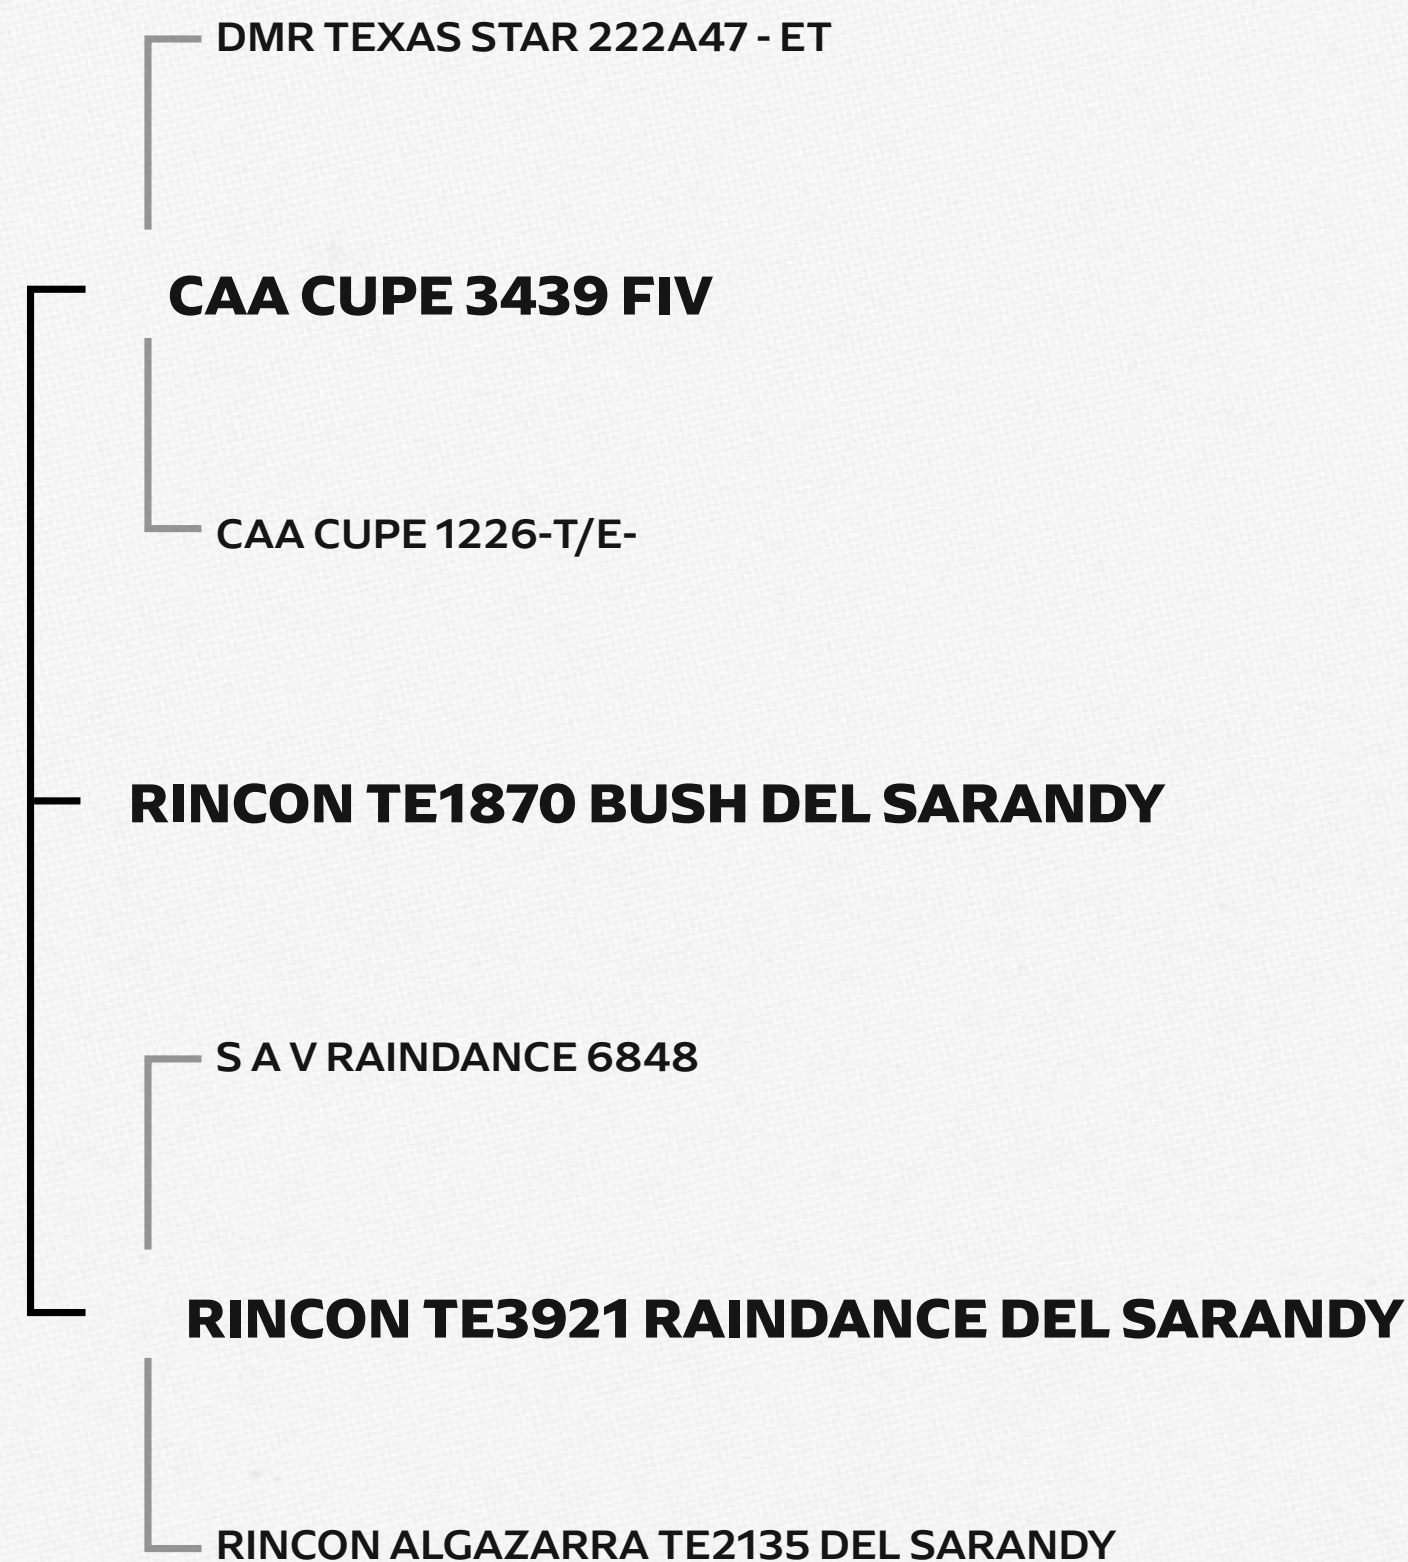 DMR TEXAS STAR 222A47 - ET
CAA CUPE 3439 FIV
CAA CUPE 1226-T/E-
RINCON TE1870 BUSH DEL SARANDY
S A V RAINDANCE 6848
RINCON TE3921 RAINDANCE DEL SARANDY
RINCON ALGAZARRA TE2135 DEL SARANDY